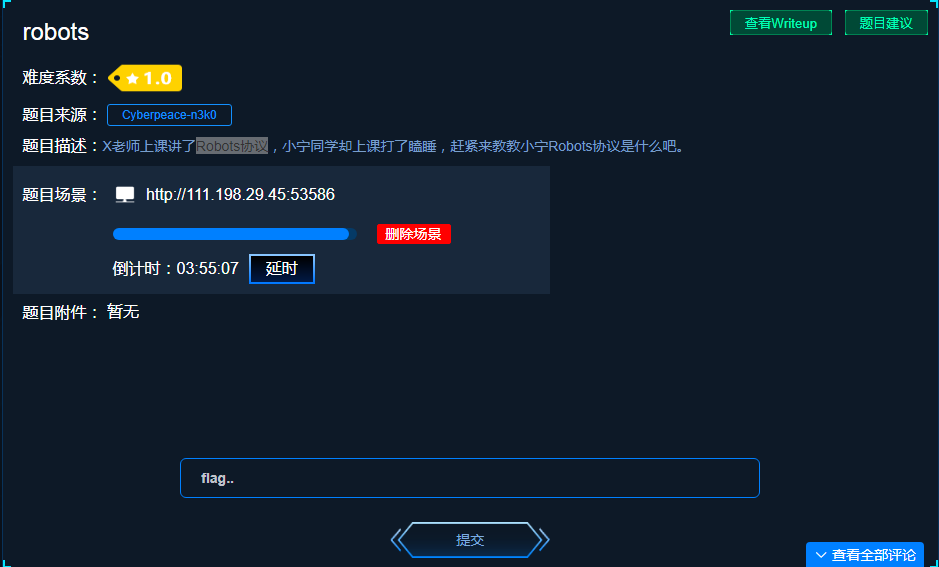 robots
查看Writeup
题目建议
难度系数：
1.0
题目来源：
Cyberpeace-n3k0
题目描述：X老师上课讲了Robots协议，小宁同学却上课打了瞌睡，赶紧来教教小宁Robots协议是什么吧。
题目场景：
http://111.198.29.45:53586
删除场景
倒计时：03:55:07
延时
题目附件：暂无
flag..
提交
查看全部评论